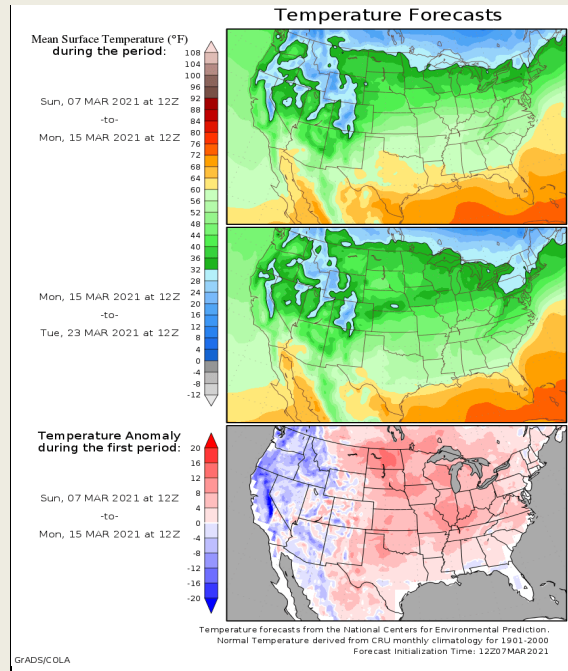 Temperature Forecasts
Mean Surface Temperature (°F)
during the period:
108
104
100
96
92
88
84
80
76
72
68
64
60
56
52
48
44
40
36
32
28
24
20
16
12
8
4
0
-4
-8
-12
Sun, 07 MAR 2021 at 12Z
-to-
Mon, 15 MAR 2021 at 12Z
Mon, 15 MAR 2021 at 12Z
-to-
Tue, 23 MAR 2021 at 12Z
Temperature Anomaly
during the first period:
20
16
12
8
4
0
-4
-8
-12
-16
-20
Sun, 07 MAR 2021 at 12Z
-to-
Mon, 15 MAR 2021 at 12Z
Temperature forecasts from the National Centers for Environmental Prediction.
Normal Temperature derived from CRU monthly climatology for 1901-2000
Forecast Initialization Time: 12Z07MAR2021
GrADS/COLA